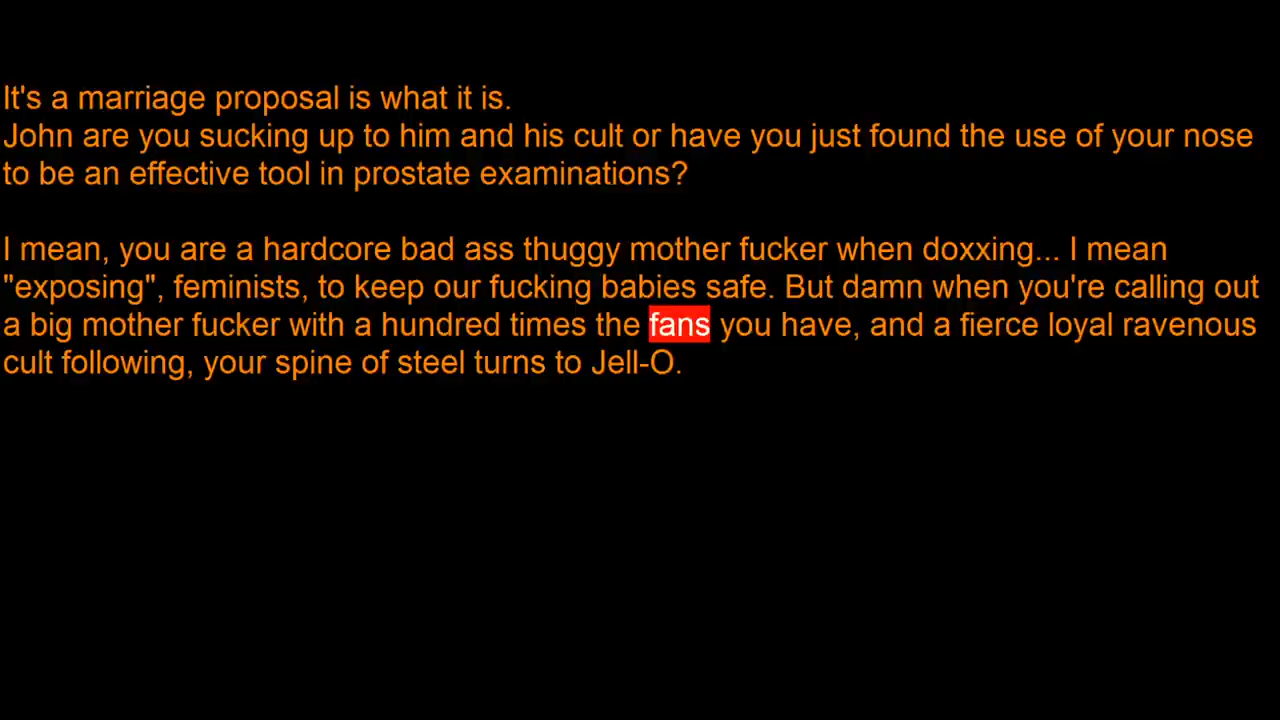 It's a marriage proposal is what it is.
John are you sucking up to him and his cult or have you just found the use of your nose
to be an effective tool in prostate examinations?
I mean, you are a hardcore bad ass thuggy mother fucker when doxxing... I mean
"exposing", feminists, to keep our fucking babies safe. But damn when you're calling out
a big mother fucker with a hundred times the fans you have, and a fierce loyal ravenous
cult following, your spine of steel turns to Jell-O.